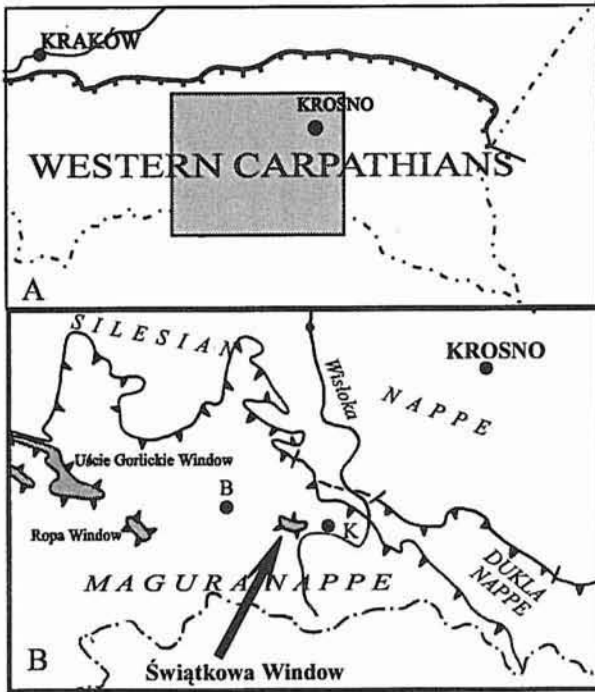 KRAKÓW
KROSNO
WESTERN CARPATHIANS
A
SILESIAN
NAPPE
Wisłoka
KROSNO
Uście Gorlickie Window
B
Ropa Window
K
MAGURA NAPPE
DUKLA
NAPPE
B
Świątkowa Window